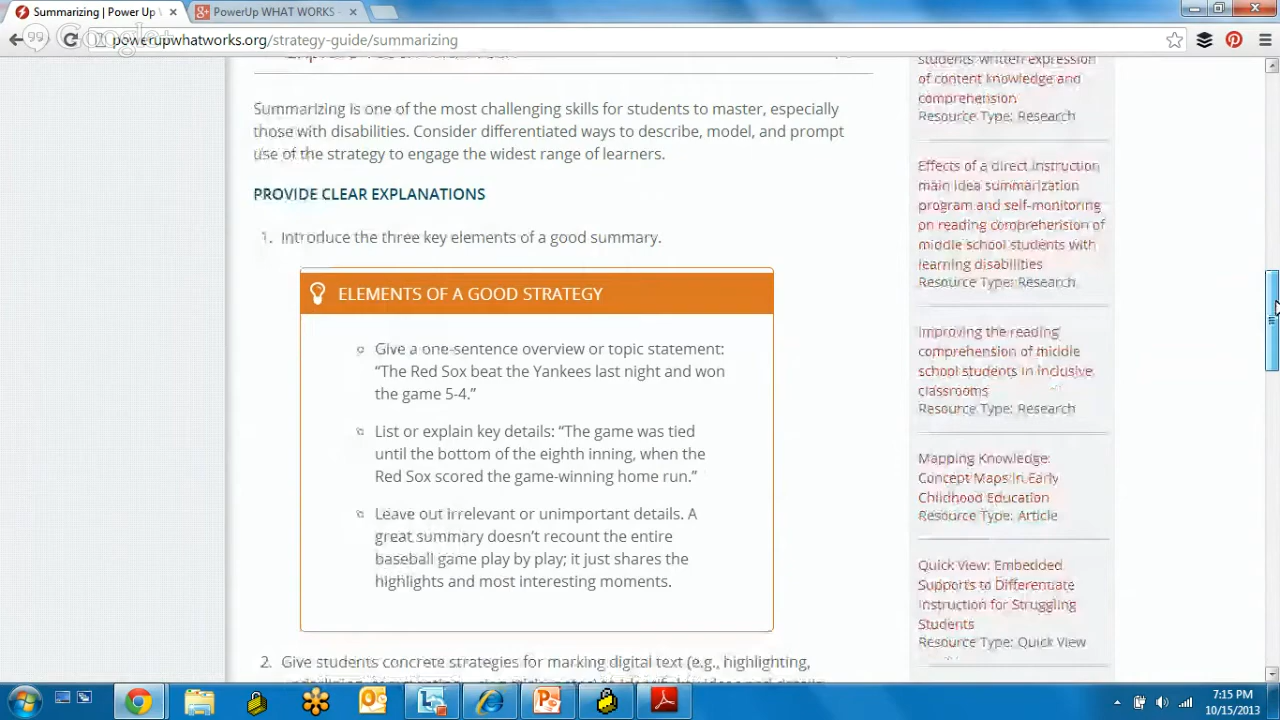 Summarizing | Power Up
PowerUp WHAT WORKS -
powerupwhatworks.org/strategy-guide/summarizing
Google+
Summarizing is one of the most challenging skills for students to master, especially
those with disabilities. Consider differentiated ways to describe, model, and prompt
use of the strategy to engage the widest range of learners.
PROVIDE CLEAR EXPLANATIONS
1. Introduce the three key elements of a good summary.
ELEMENTS OF A GOOD STRATEGY
Give a one-sentence overview or topic statement:
“The Red Sox beat the Yankees last night and won
the game 5-4.”
List or explain key details: “The game was tied
until the bottom of the eighth inning, when the
Red Sox scored the game-winning home run.”
Leave out irrelevant or unimportant details. A
great summary doesn’t recount the entire
baseball game play by play; it just shares the
highlights and most interesting moments.
2. Give students concrete strategies for marking digital text (e.g., highlighting,
students written expression
of content knowledge and
comprehension
Resource Type: Research
Effects of a direct instruction
main idea summarization
program and self-monitoring
on reading comprehension of
middle school students with
learning disabilities
Resource Type: Research
Improving the reading
comprehension of middle
school students in inclusive
classrooms
Resource Type: Research
Mapping Knowledge:
Concept Maps in Early
Childhood Education
Resource Type: Article
Quick View: Embedded
Supports to Differentiate
Instruction for Struggling
Students
Resource Type: Quick View
7:15 PM
10/15/2013